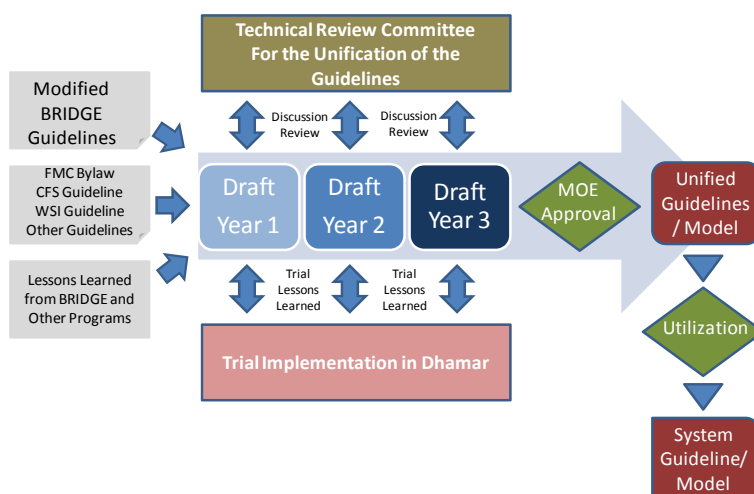 Technical Review Committee
For the Unification of the
Guidelines
Modified
BRIDGE
Guidelines
Discussion
Review
Discussion
Review
FMC Bylaw
CFS Guideline
WSI Guideline
Other Guidelines
Draft
Year 1
Draft
Year 2
Draft
Year 3
MOE
Approval
Unified
Guidelines
/ Model
Lessons Learned
from BRIDGE and
Other Programs
Trial
Lessons
Learned
Trial
Lessons
Learned
Utilization
Trial Implementation in Dhamar
System
Guideline/
Model